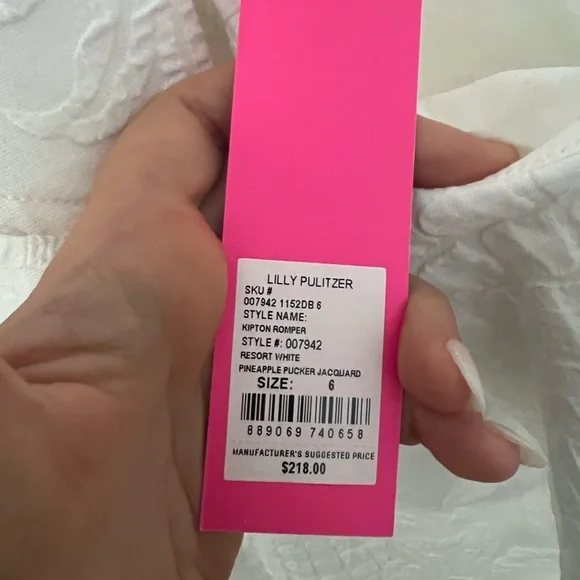 LILLY PULITZER
SKU #
007942 1152DB 6
STYLE NAME:
KIPTON ROMPER
STYLE #: 007942
RESORT WHITE
PINEAPPLE PUCKER JACQUARD
SIZE: 6
889069 740658
MANUFACTURER'S SUGGESTED PRICE
$218.00